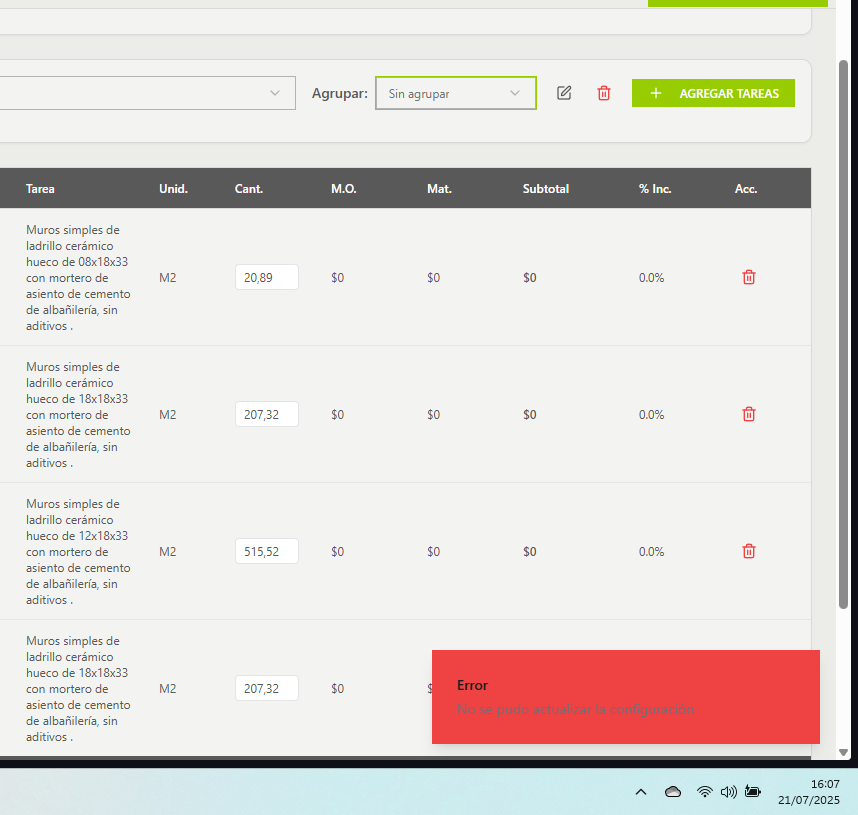 Agrupar: Sin agrupar AGREGAR TAREAS
Tarea Unid. Cant. M.O. Mat. Subtotal % Inc. Acc.
Muros simples de
ladrillo cerámico
hueco de 08x18x33
con mortero de
asiento de cemento
de albañilería, sin
aditivos .
M2 20,89 $0 $0 $0 0.0%
Muros simples de
ladrillo cerámico
hueco de 18x18x33
con mortero de
asiento de cemento
de albañilería, sin
aditivos .
M2 207,32 $0 $0 $0 0.0%
Muros simples de
ladrillo cerámico
hueco de 12x18x33
con mortero de
asiento de cemento
de albañilería, sin
aditivos .
M2 515,52 $0 $0 $0 0.0%
Muros simples de
ladrillo cerámico
hueco de 18x18x33
con mortero de
asiento de cemento
de albañilería, sin
aditivos .
M2 207,32 $0
Error
No se pudo actualizar la configuración
16:07
21/07/2025